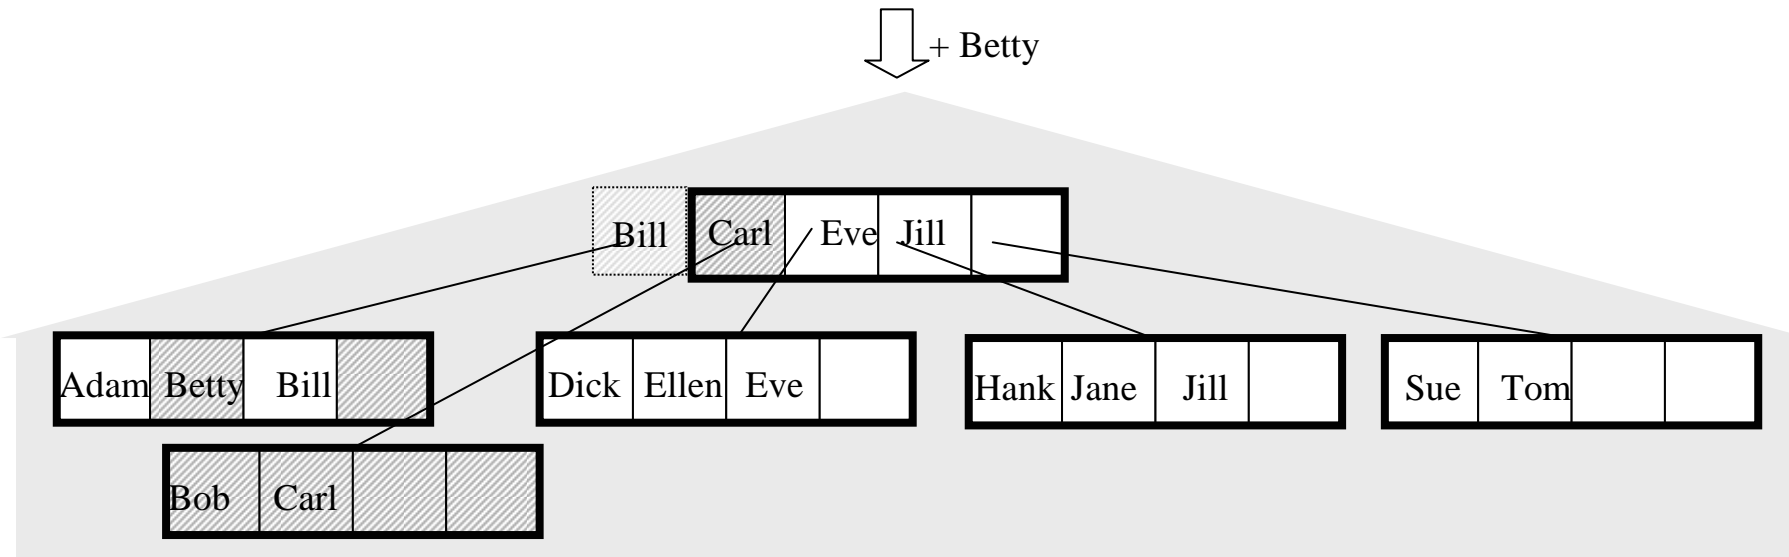 + Betty
Bill Carl Eve Jill
Adam Betty Bill
Dick Ellen Eve
Hank Jane Jill
Sue Tom
Bob Carl